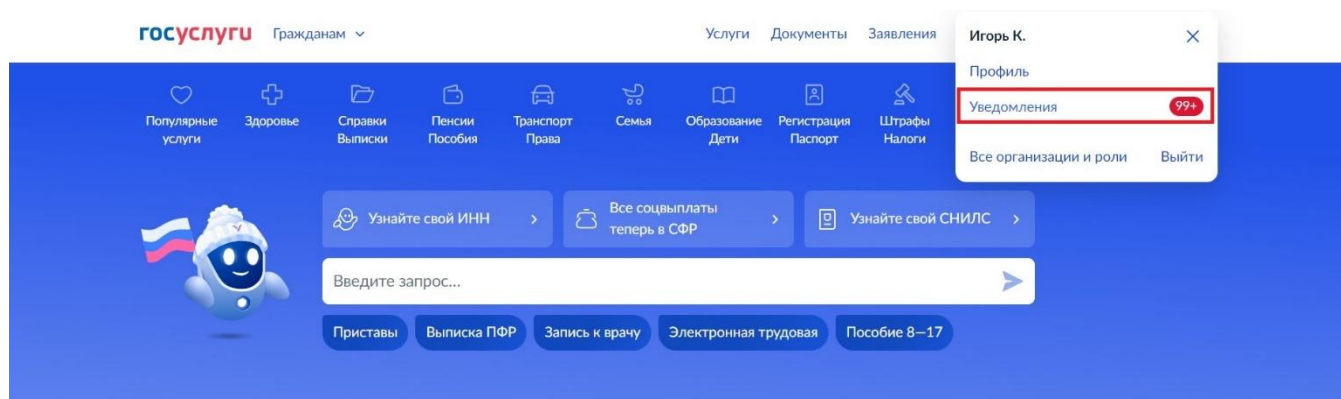 госуслуги Гражданам Услуги Документы Заявления
Игорь К.
Профиль
Уведомления 99+
Все организации и роли Выйти
Популярные услуги
Здоровье
Справки Выписки
Пенсии Пособия
Транспорт Права
Семья
Образование Дети
Регистрация Паспорт
Штрафы Налоги
Узнайте свой ИНН
Все соцвыплаты
теперь в СФР
Узнайте свой СНИЛС
Введите запрос...
Приставы Выписка ПФР Запись к врачу Электронная трудовая Пособие 8—17